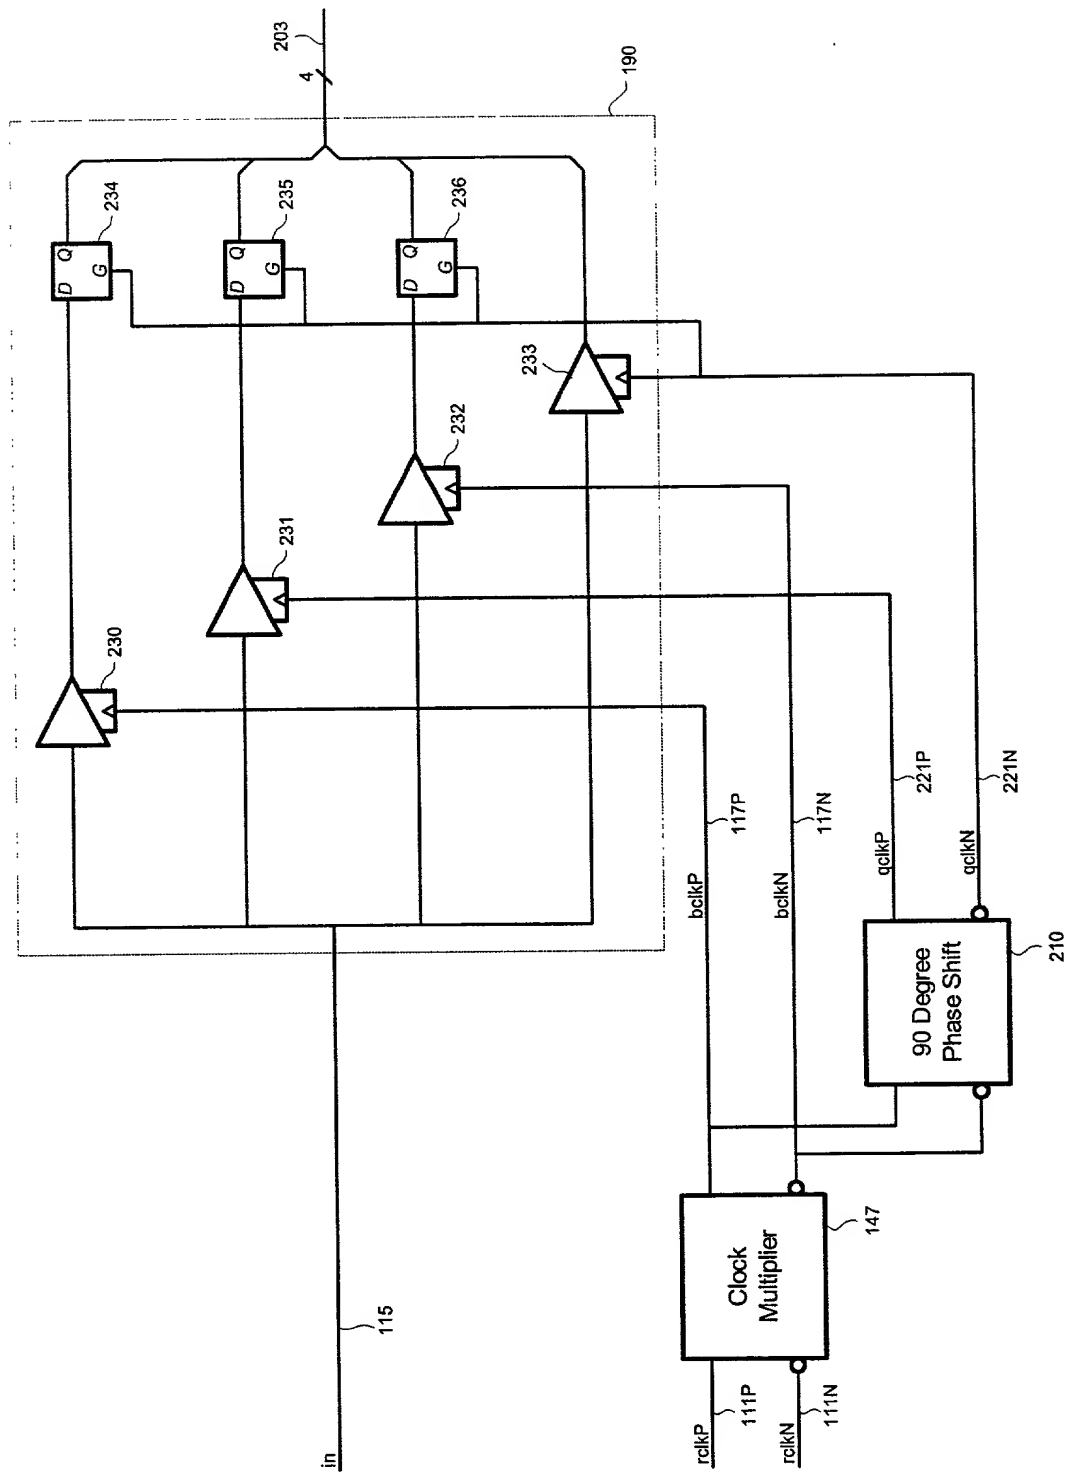 203
4
190
D
Q
G
234
D
Q
G
235
D
Q
G
236
233
232
231
230
in
115
bclkP
117P
bclkN
117N
qclkP
221P
qclkN
221N
90 Degree
Phase Shift
210
Clock
Multiplier
147
rclkP
111P
rclkN
111N